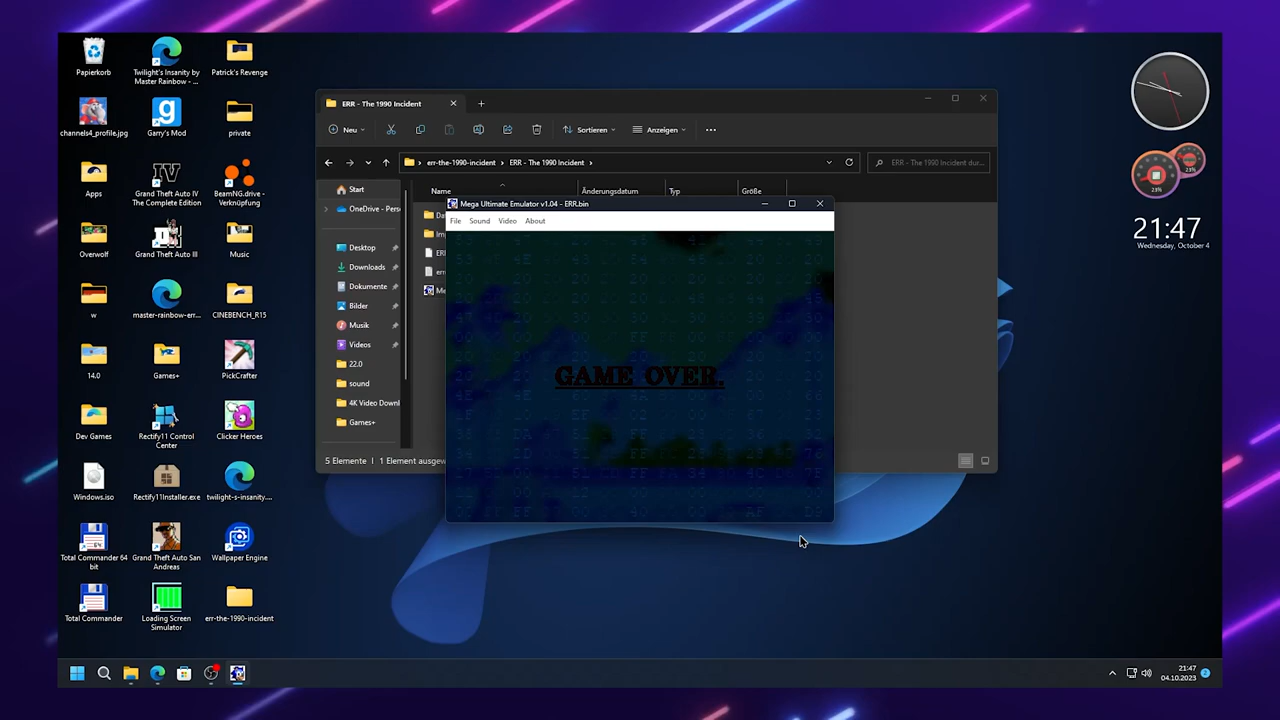 Papierkorb
Twilight's Insanity by
Master Rainbow - ...
Patrick's Revenge
channels4_profile.jpg
Garry's Mod
private
Apps
Grand Theft Auto IV
The Complete Edition
BeamNG.drive -
Verknüpfung
Overwolf
Grand Theft Auto III
Music
w
master-rainbow-err...
CINEBENCH_R15
14.0
Games+
PickCrafter
Dev Games
Rectify11 Control
Center
Clicker Heroes
Windows.iso
Rectify11Installer.exe
twilight-s-insanity....
Total Commander 64
bit
Grand Theft Auto San
Andreas
Wallpaper Engine
Total Commander
Loading Screen
Simulator
err-the-1990-incident
ERR - The 1990 Incident
Neu
Sortieren
Anzeigen
err-the-1990-incident
ERR - The 1990 Incident
ERR - The 1990 Incident dur...
Start
OneDrive - Pers
Desktop
Downloads
Dokumente
Bilder
Musik
Videos
22.0
sound
4K Video Downl
Games+
Name
Änderungsdatum
Typ
Größe
5 Elemente
1 Element ausgew
Mega Ultimate Emulator v1.04 - ERR.bin
File
Sound
Video
About
GAME OVER.
21:47
Wednesday, October 4
21:47
04.10.2023
2